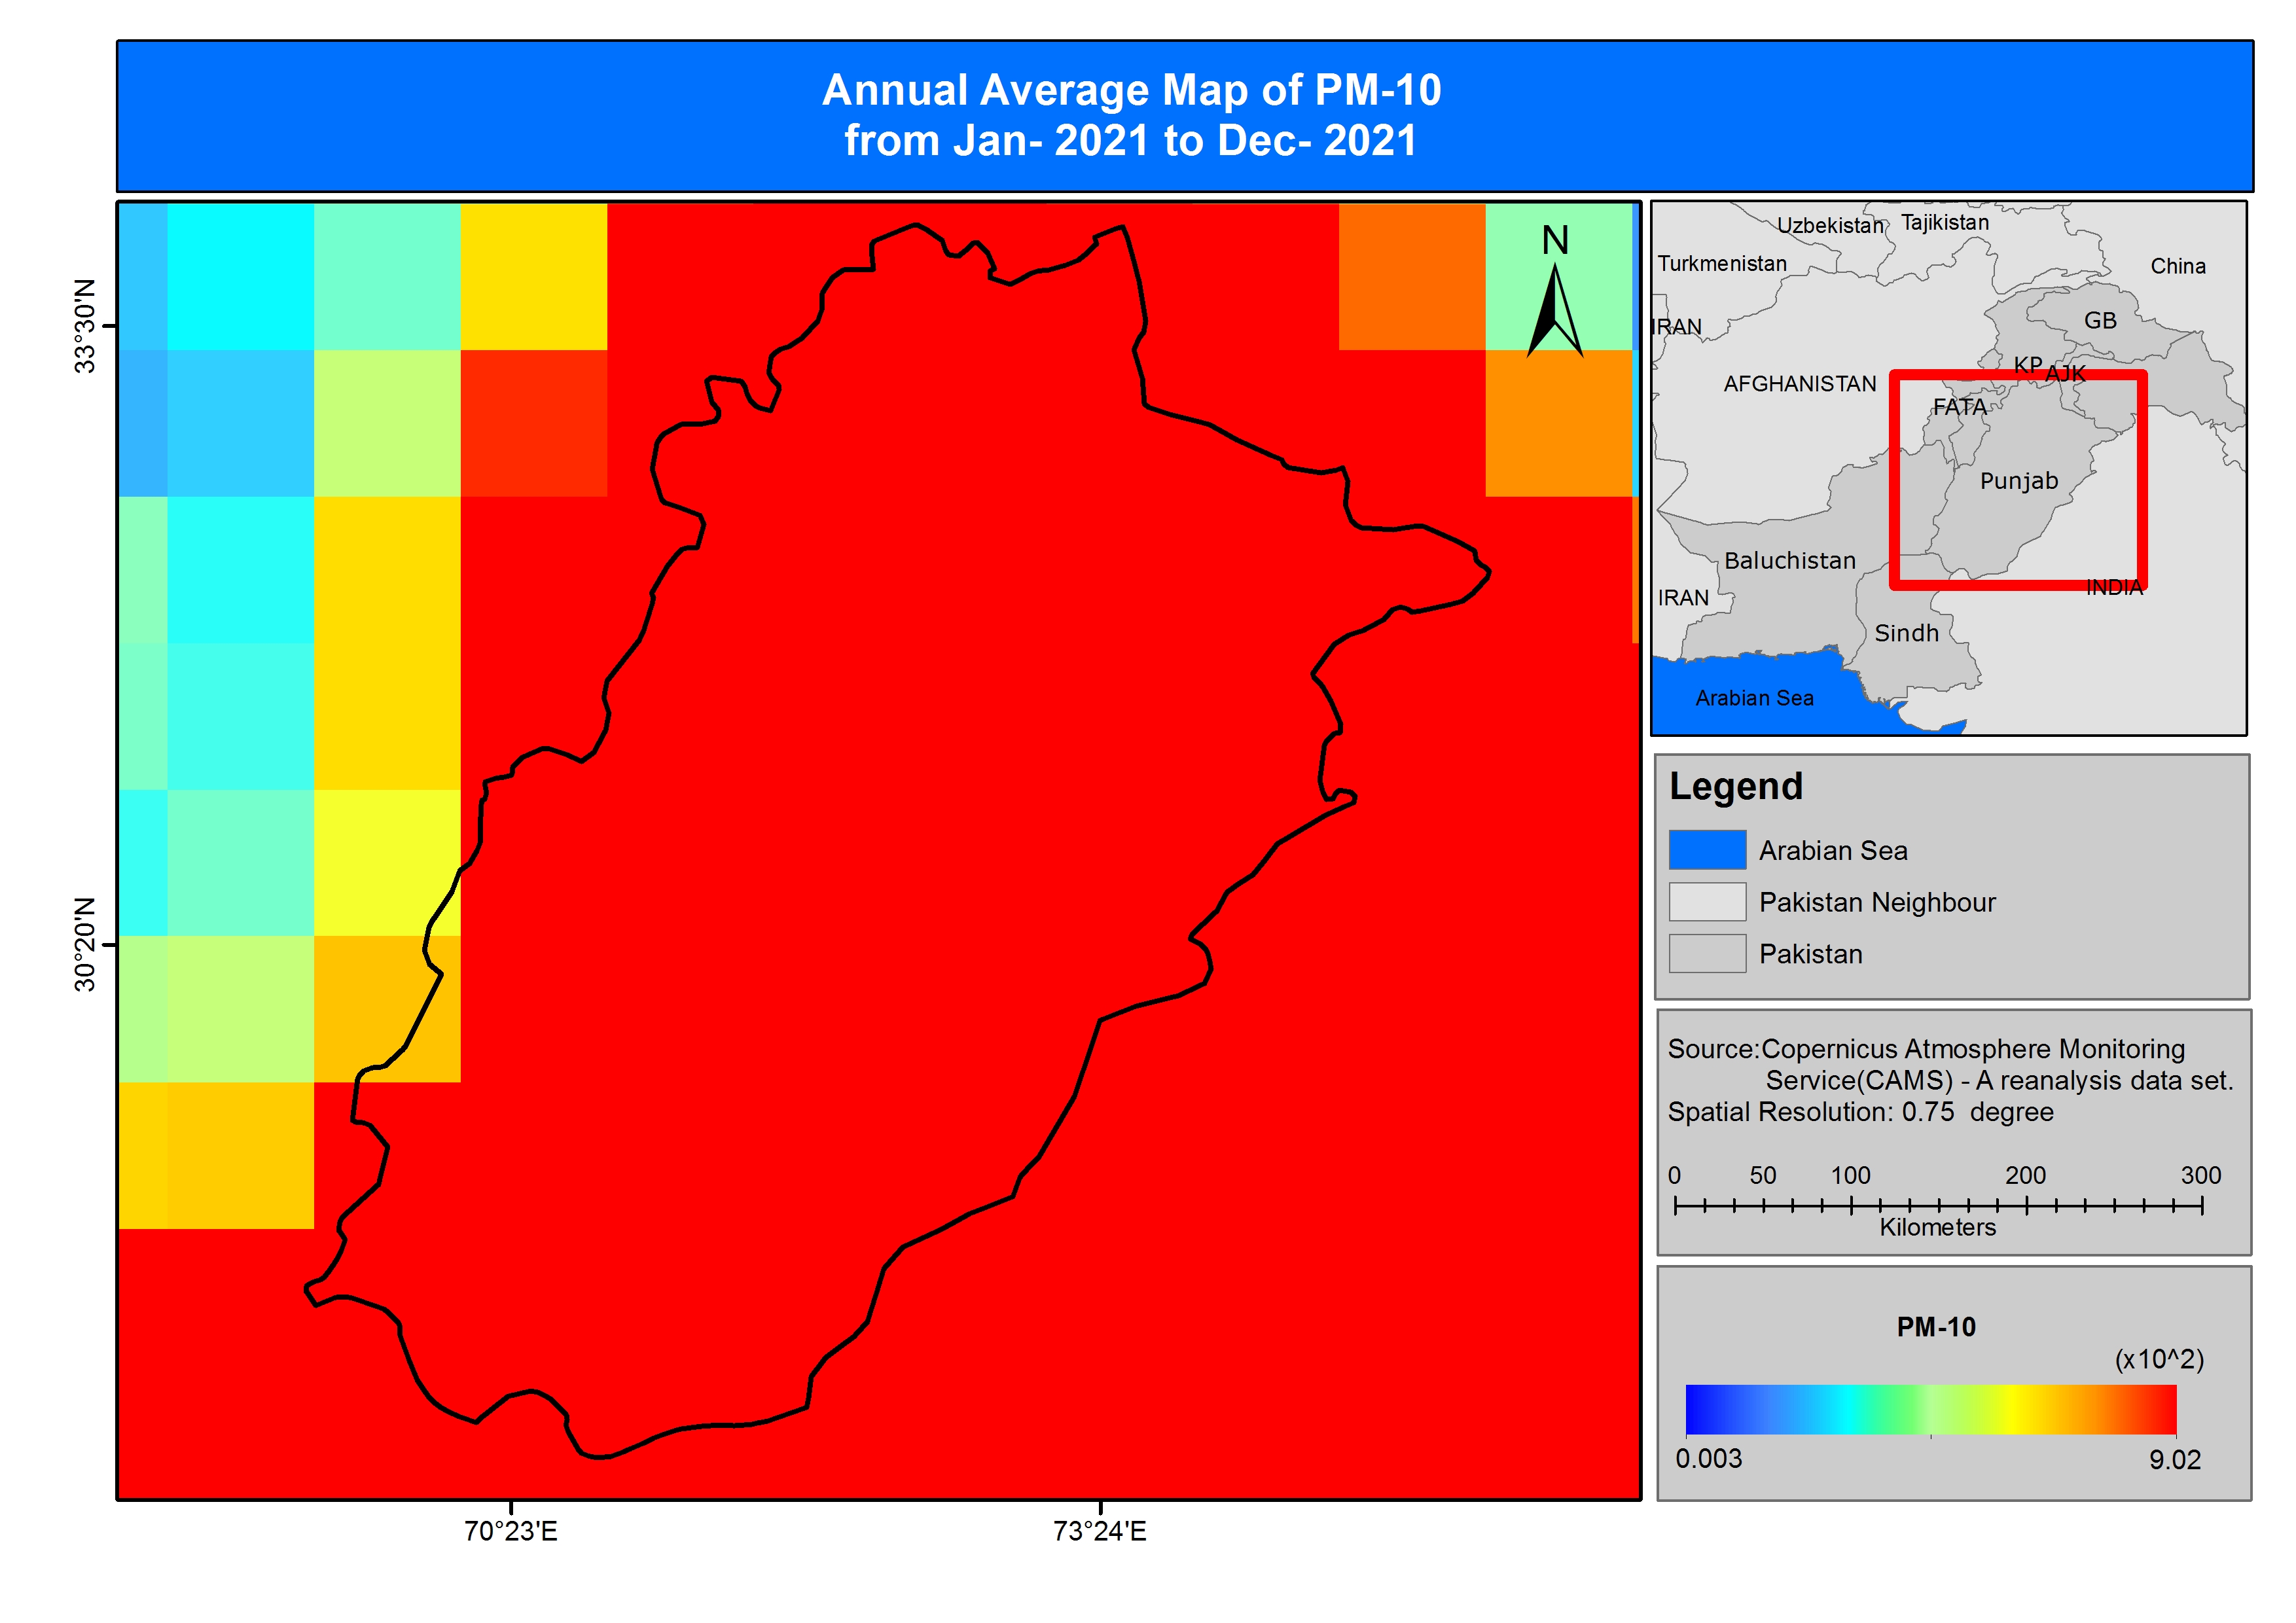 Annual Average Map of PM-10
from Jan- 2021 to Dec- 2021
33°30'N
30°20'N
70°23'E
73°24'E
N
Uzbekistan
Tajikistan
Turkmenistan
China
IRAN
GB
KP
AJK
AFGHANISTAN
FATA
Punjab
Baluchistan
IRAN
INDIA
Sindh
Arabian Sea
Legend
Arabian Sea
Pakistan Neighbour
Pakistan
Source:Copernicus Atmosphere Monitoring
Service(CAMS) - A reanalysis data set.
Spatial Resolution: 0.75 degree
0 50 100 200 300
Kilometers
PM-10
(x10^2)
0.003 9.02